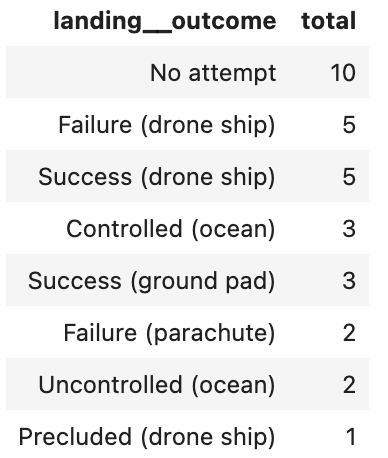 landing__outcome total
No attempt 10
Failure (drone ship) 5
Success (drone ship) 5
Controlled (ocean) 3
Success (ground pad) 3
Failure (parachute) 2
Uncontrolled (ocean) 2
Precluded (drone ship) 1